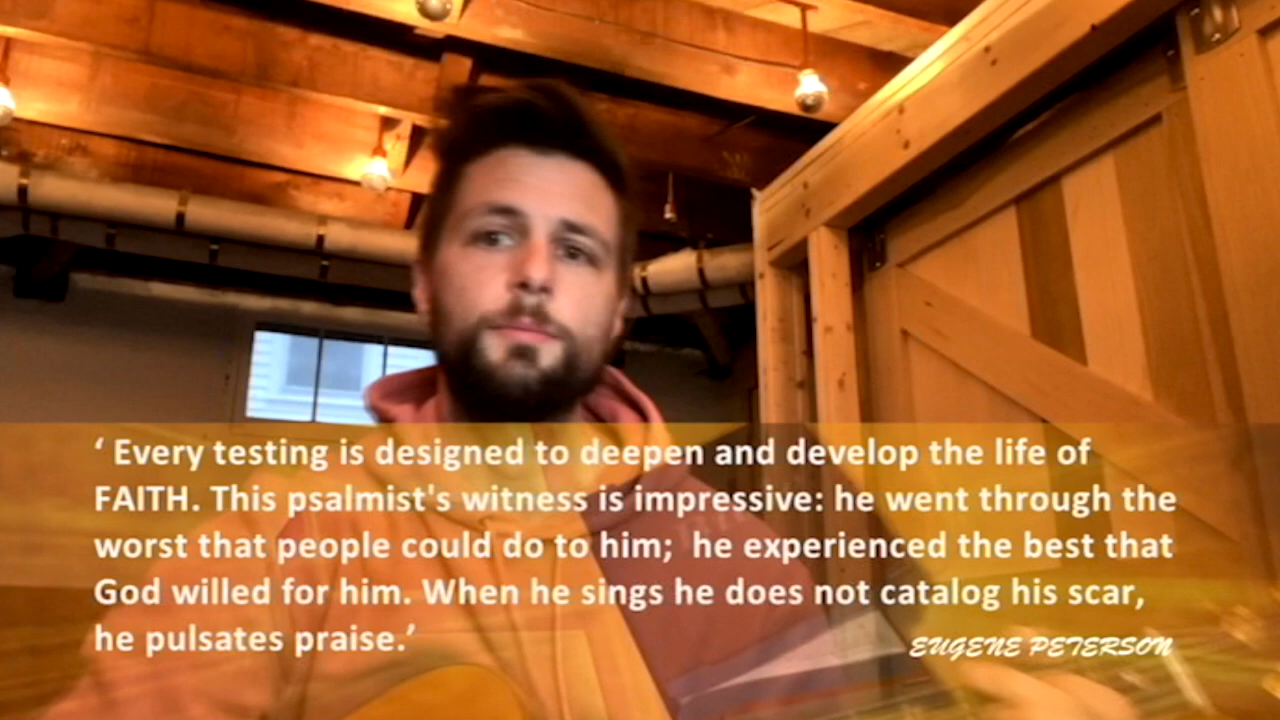 ‘ Every testing is designed to deepen and develop the life of
FAITH. This psalmist's witness is impressive: he went through the
worst that people could do to him;  he experienced the best that
God willed for him. When he sings he does not catalog his scar,
he pulsates praise.’
EUGENE PETERSON